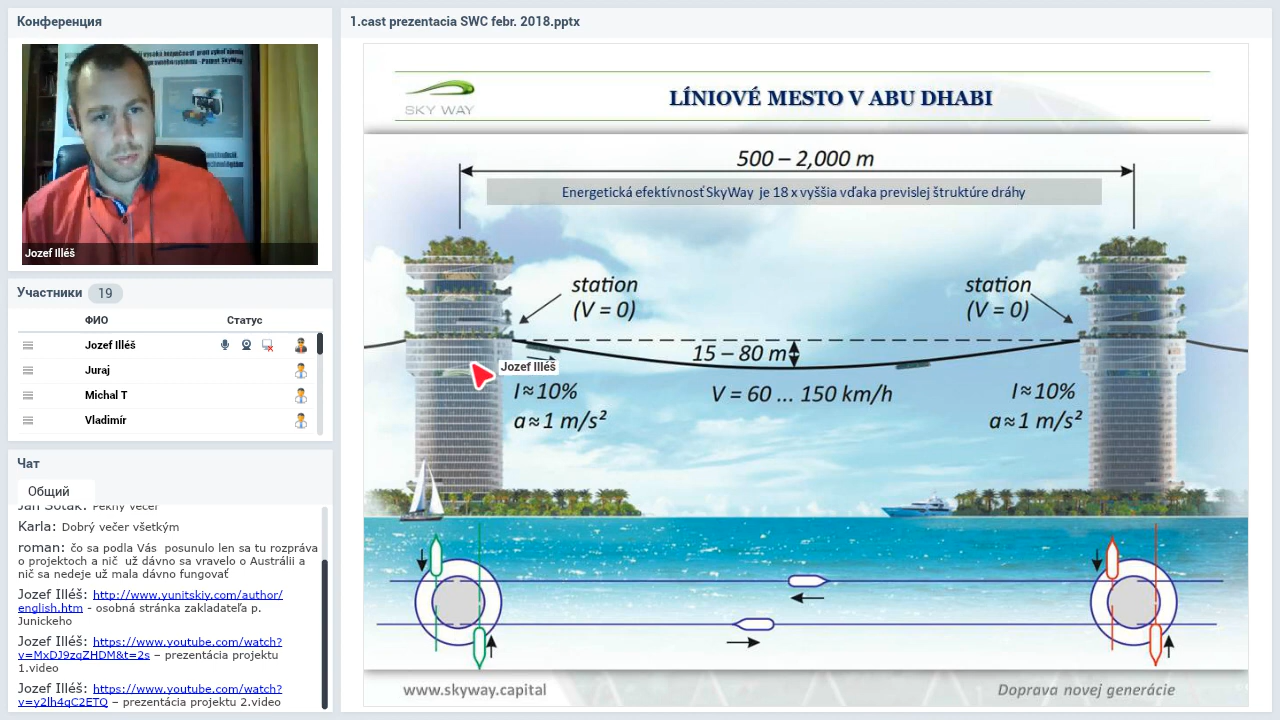 Конференция
Jozef Illéš
Участники 19
ФИО Статус
Jozef Illéš
Juraj
Michal T
Vladimír
Чат
Общий
Karla: Dobrý večer všetkým
roman: čo sa podla Vás posunulo len sa tu rozpráva
o projektoch a nič už dávno sa vravelo o Austrálii a
nič sa nedeje už mala dávno fungovať
Jozef Illéš: http://www.yunitskiy.com/author/
english.htm - osobná stránka zakladateľa p.
Junickeho
Jozef Illéš: https://www.youtube.com/watch?
v=MxDJ9zqZHDM&t=2s – prezentácia projektu
1.video
Jozef Illéš: https://www.youtube.com/watch?
v=y2lh4qC2ETQ – prezentácia projektu 2.video
1.cast prezentacia SWC febr. 2018.pptx
SKY WAY
LÍNIOVÉ MESTO V ABU DHABI
500 – 2,000 m
Energetická efektívnosť SkyWay je 18 x vyššia vďaka previslej štruktúre dráhy
station
(V = 0)
station
(V = 0)
15 – 80 m
Jozef Illéš
I≈10%
a≈1 m/s²
V = 60 ... 150 km/h
I≈10%
a≈1 m/s²
www.skyway.capital
Doprava novej generácie